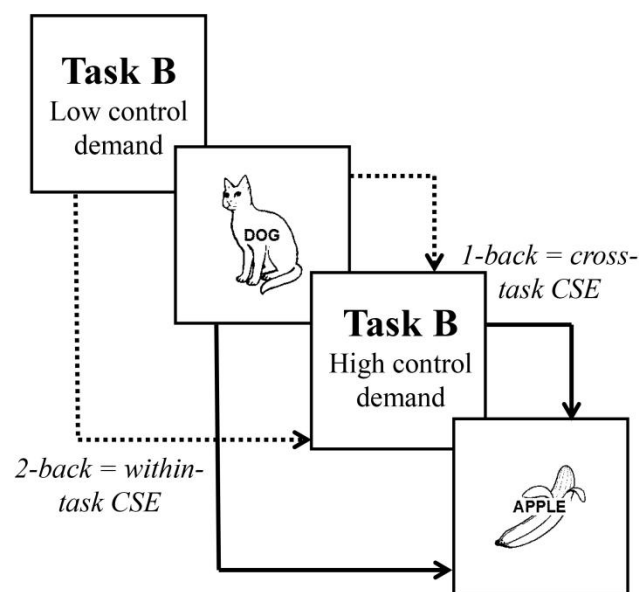 Task B
Low control
demand
DOG
1-back = cross-
task CSE
Task B
High control
demand
2-back = within-
task CSE
APPLE